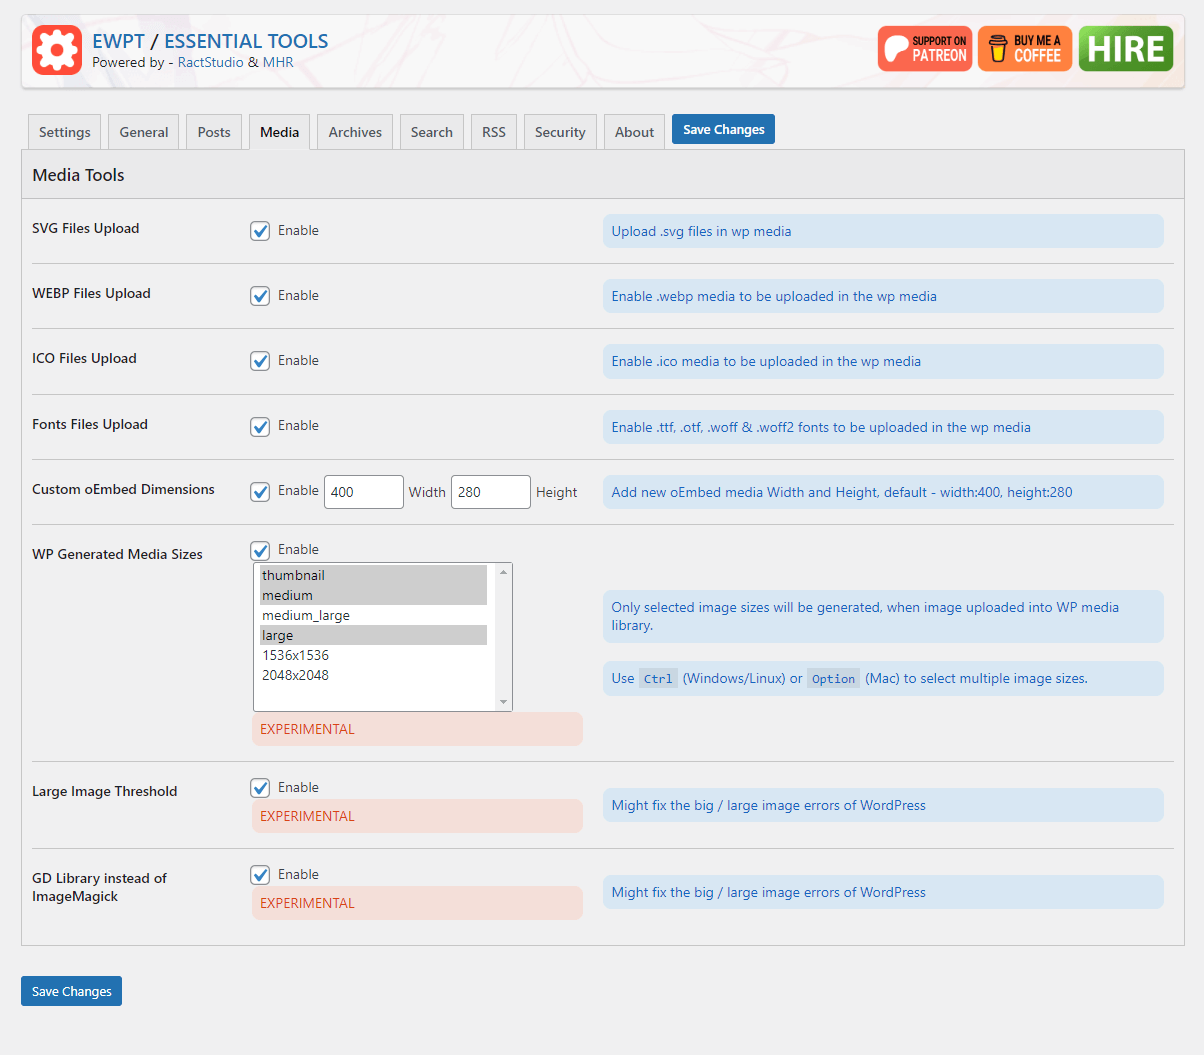 EWPT / ESSENTIAL TOOLS
Powered by - RactStudio & MHR
SUPPORT ON
PATREON
BUY ME A
COFFEE
HIRE
Settings General Posts Media Archives Search RSS Security About Save Changes
Media Tools
SVG Files Upload Enable Upload .svg files in wp media
WEBP Files Upload Enable Enable .webp media to be uploaded in the wp media
ICO Files Upload Enable Enable .ico media to be uploaded in the wp media
Fonts Files Upload Enable Enable .ttf, .otf, .woff & .woff2 fonts to be uploaded in the wp media
Custom oEmbed Dimensions Enable 400 Width 280 Height Add new oEmbed media Width and Height, default - width:400, height:280
WP Generated Media Sizes Enable
thumbnail
medium
medium_large
large
1536x1536
2048x2048
EXPERIMENTAL
Only selected image sizes will be generated, when image uploaded into WP media
library.
Use Ctrl (Windows/Linux) or Option (Mac) to select multiple image sizes.
Large Image Threshold Enable
EXPERIMENTAL
Might fix the big / large image errors of WordPress
GD Library instead of
ImageMagick
Enable
EXPERIMENTAL
Might fix the big / large image errors of WordPress
Save Changes